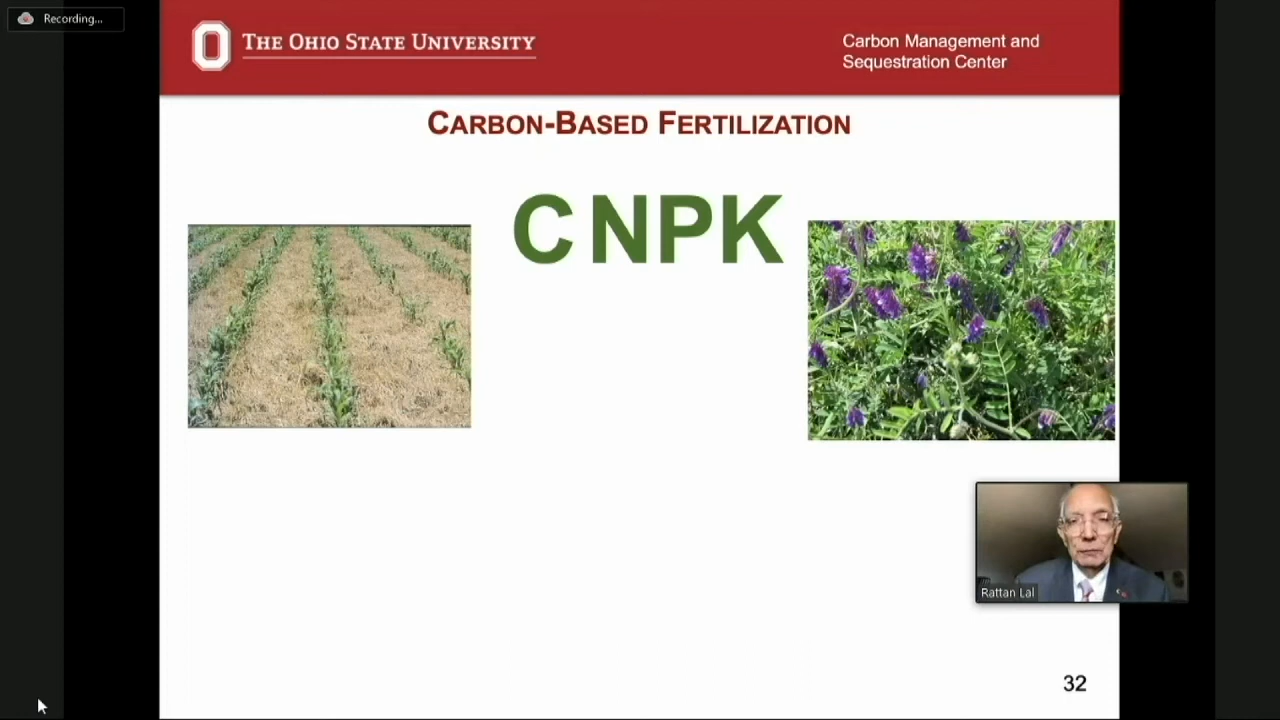 Recording...
THE OHIO STATE UNIVERSITY
Carbon Management and
Sequestration Center
CARBON-BASED FERTILIZATION
CNPK
Rattan Lal
32